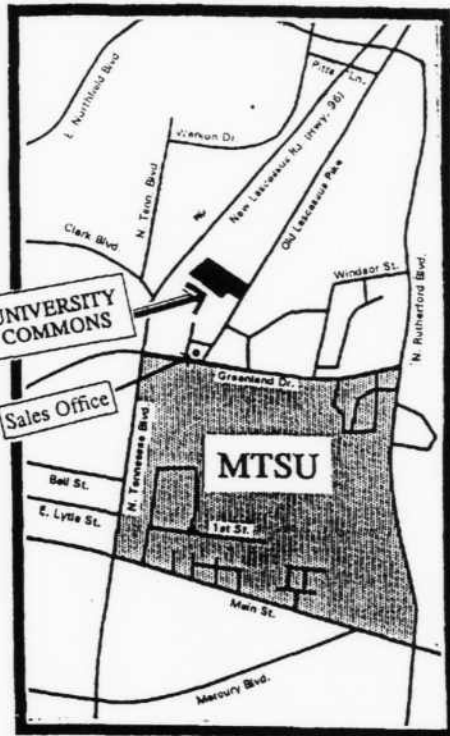 Pitts Ln.
E. Northfield Blvd
Warton Dr.
N. Tenn. Blvd
New Lascassas Rd. (Hwy. 96)
Old Lascassas Pike
Clark Blvd.
Windsor St.
N. Rutherford Blvd.
UNIVERSITY
COMMONS
Greenland Dr.
Sales Office
MTSU
N. Tennessee Blvd.
Bell St.
E. Lytle St.
1st St.
Main St.
Mercury Blvd.